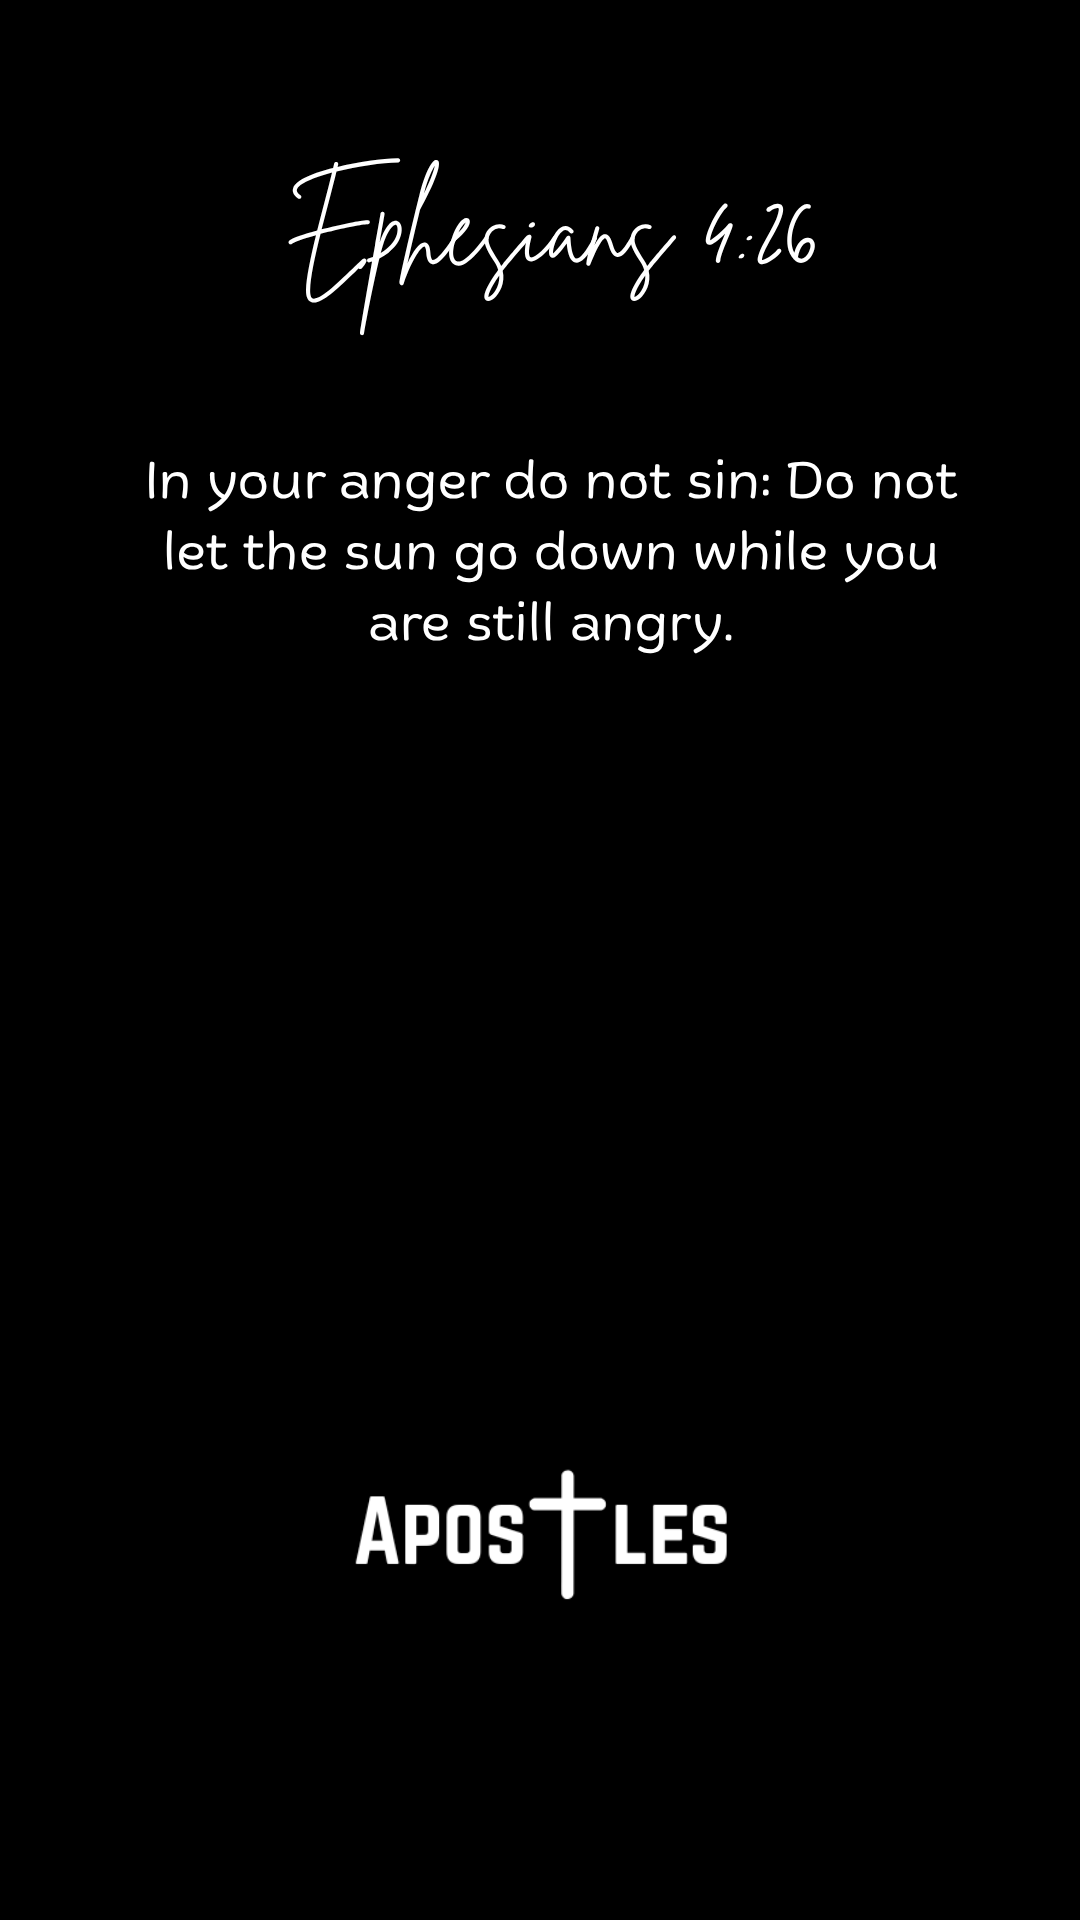 Ephesians 4:26
In your anger do not sin: Do not
let the sun go down while you
are still angry.
Apostles